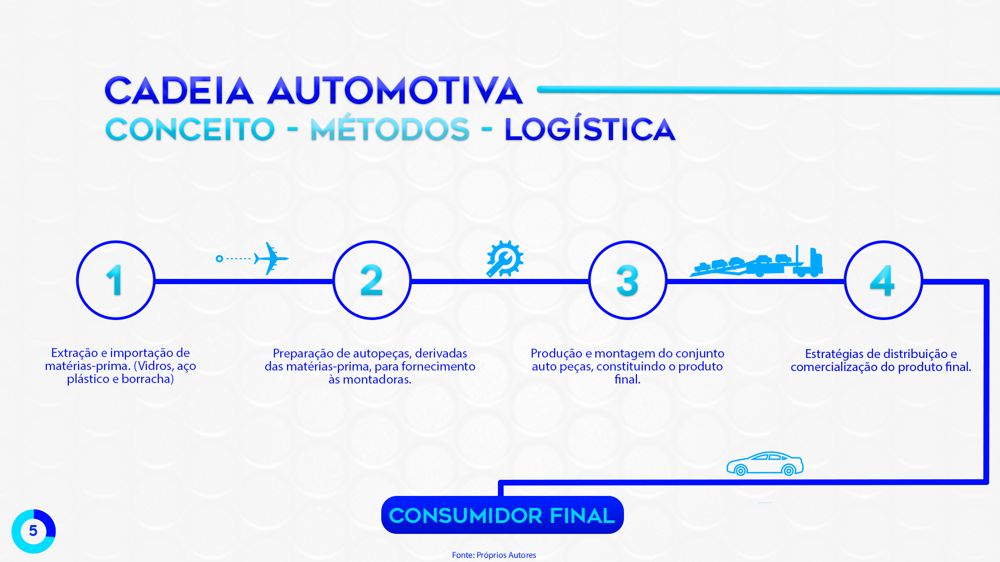 CADEIA AUTOMOTIVA
CONCEITO - MÉTODOS - LOGÍSTICA
1
2
3
4
Extração e importação de
matérias-prima. (Vidros, aço
plástico e borracha)
Preparação de autopeças, derivadas
das matérias-prima, para fornecimento
às montadoras.
Produção e montagem do conjunto
auto peças, constituindo o produto
final.
Estratégias de distribuição e
comercialização do produto final.
CONSUMIDOR FINAL
5
Fonte: Próprios Autores